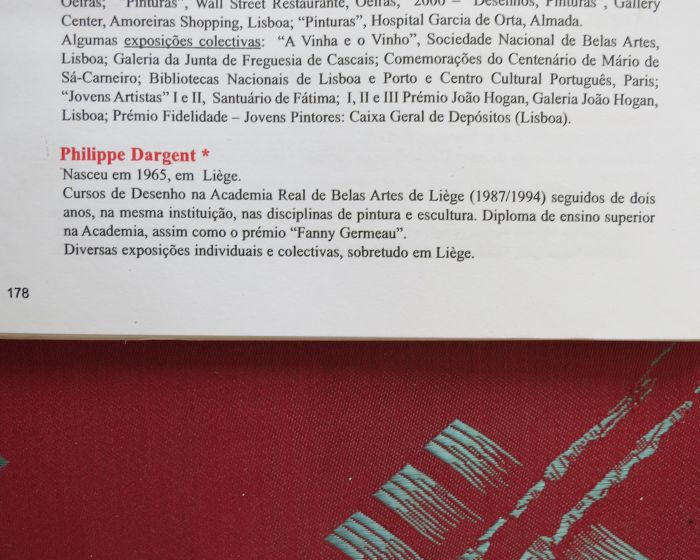 Oeiras; "Pinturas", Wall Street Restaurante, Oeiras, 2000 – "Desenhos, Pinturas", Gallery
Center, Amoreiras Shopping, Lisboa; "Pinturas", Hospital Garcia de Orta, Almada.
Algumas exposições colectivas: "A Vinha e o Vinho", Sociedade Nacional de Belas Artes,
Lisboa; Galeria da Junta de Freguesia de Cascais; Comemorações do Centenário de Mário de
Sá-Carneiro; Bibliotecas Nacionais de Lisboa e Porto e Centro Cultural Português, Paris;
"Jovens Artistas" I e II, Santuário de Fátima; I, II e III Prémio João Hogan, Galeria João Hogan,
Lisboa; Prémio Fidelidade – Jovens Pintores: Caixa Geral de Depósitos (Lisboa).
Philippe Dargent *
Nasceu em 1965, em Liège.
Cursos de Desenho na Academia Real de Belas Artes de Liège (1987/1994) seguidos de dois
anos, na mesma instituição, nas disciplinas de pintura e escultura. Diploma de ensino superior
na Academia, assim como o prémio "Fanny Germeau".
Diversas exposições individuais e colectivas, sobretudo em Liège.
178